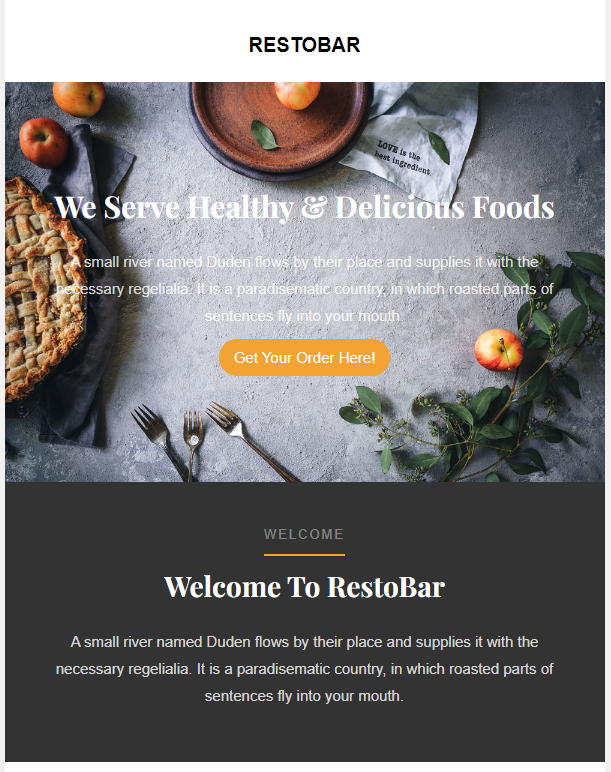 RESTOBAR
LOVE is the
best ingredient
We Serve Healthy & Delicious Foods
A small river named Duden flows by their place and supplies it with the
necessary regelialia. It is a paradisematic country, in which roasted parts of
sentences fly into your mouth.
Get Your Order Here!
WELCOME
Welcome To RestoBar
A small river named Duden flows by their place and supplies it with the
necessary regelialia. It is a paradisematic country, in which roasted parts of
sentences fly into your mouth.